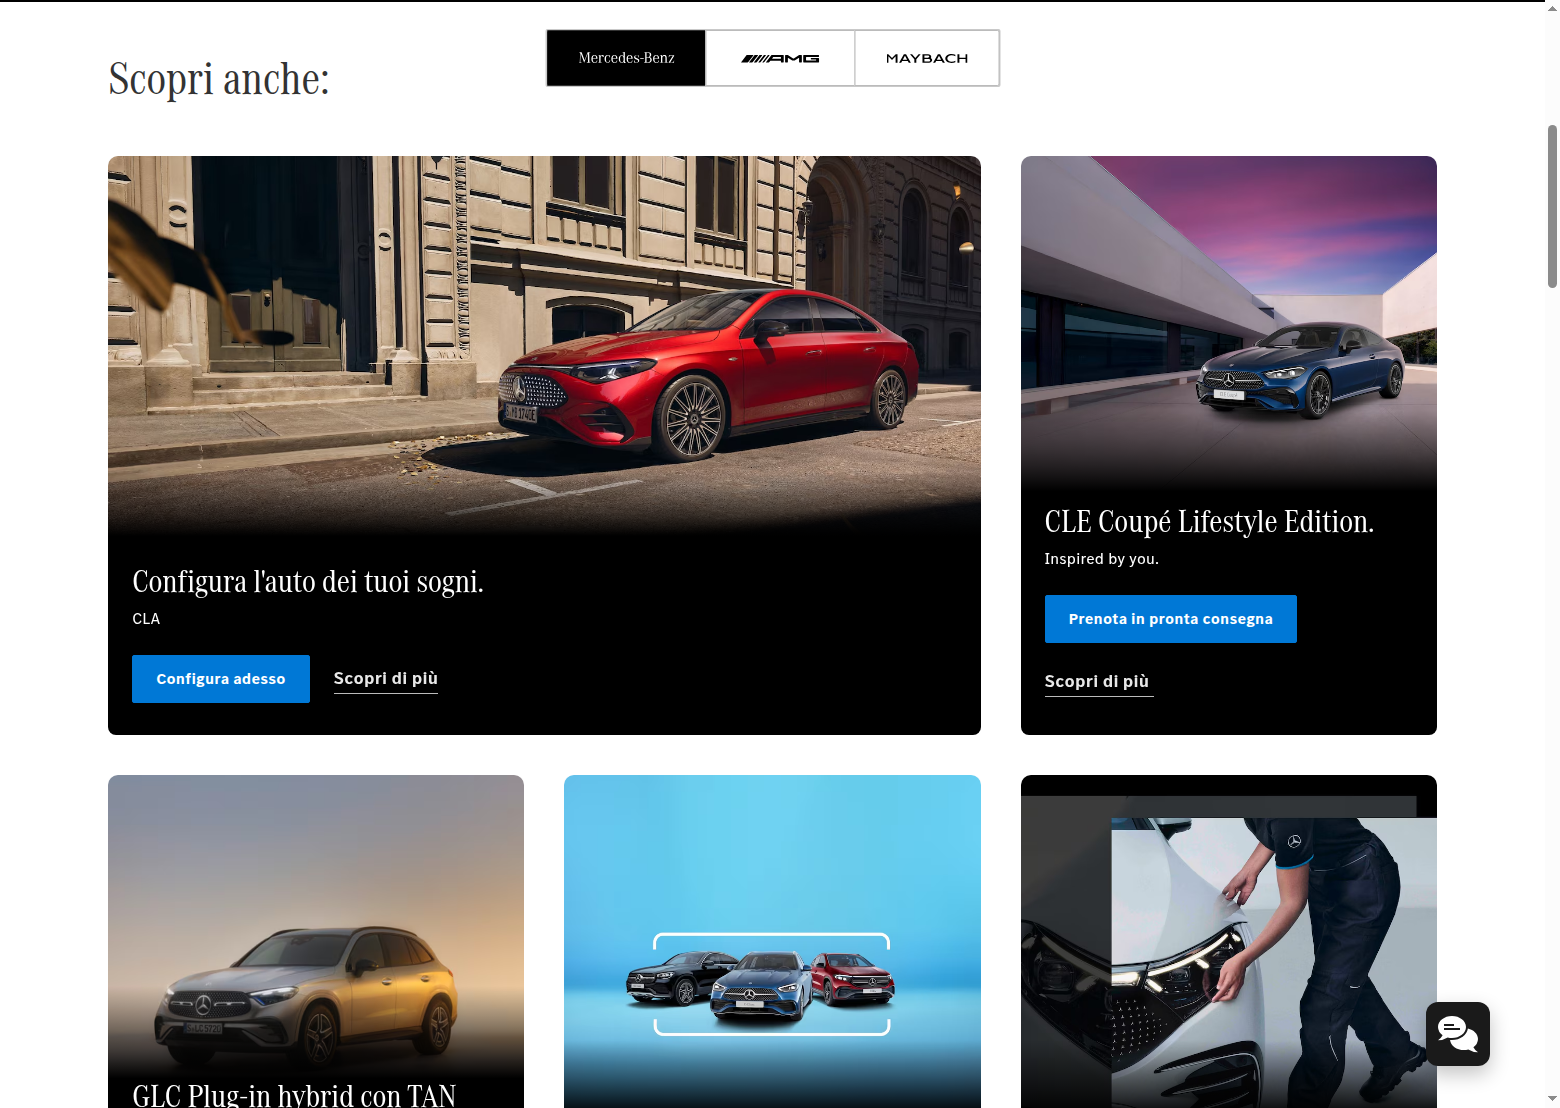 Scopri anche:
Mercedes-Benz
AMG
MAYBACH
Configura l'auto dei tuoi sogni.
CLA
Configura adesso
Scopri di più
CLE Coupé Lifestyle Edition.
Inspired by you.
Prenota in pronta consegna
Scopri di più
GLC Plug-in hybrid con TAN